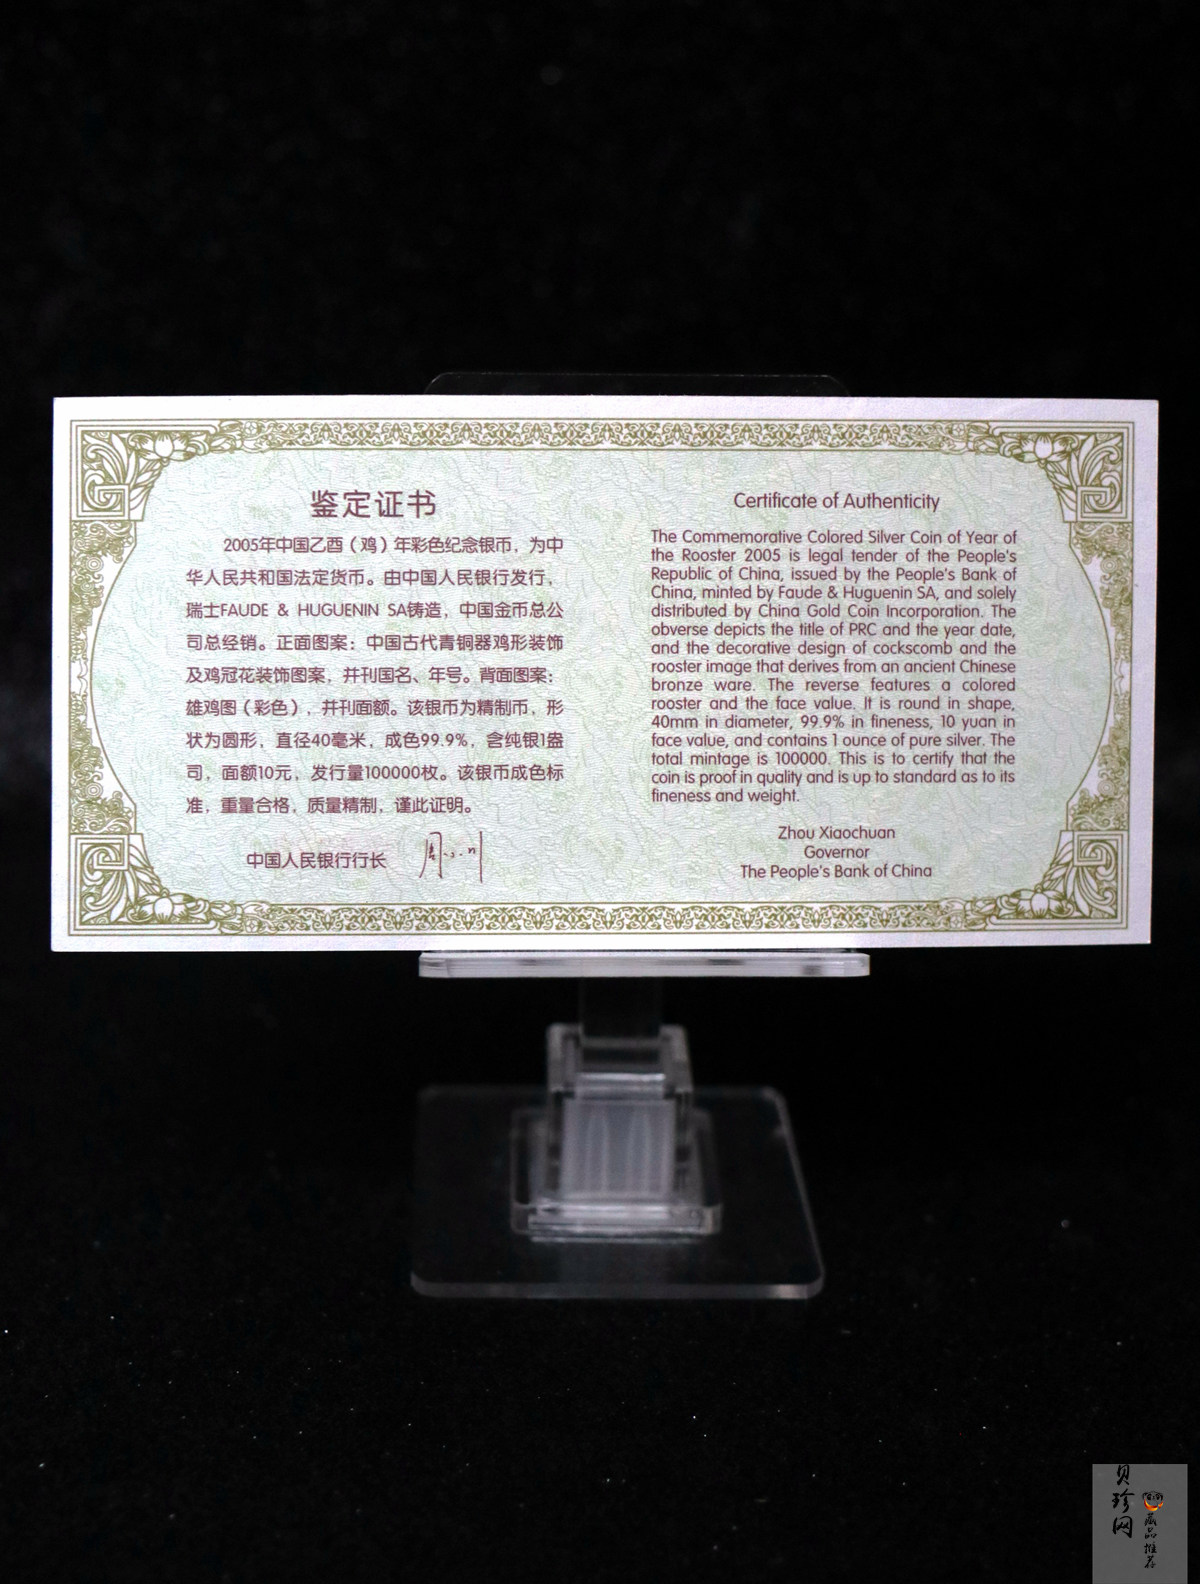 鉴定证书
2005年中国乙酉（鸡）年彩色纪念银币，为中
华人民共和国法定货币。由中国人民银行发行，
瑞士FAUDE & HUGUENIN SA铸造，中国金币总公
司总经销。正面图案：中国古代青铜器鸡形装饰
及鸡冠花装饰图案，并刊国名、年号。背面图案：
雄鸡图（彩色），并刊面额。该银币为精制币，形
状为圆形，直径40毫米，成色99.9%，含纯银1盎
司，面额10元，发行量100000枚。该银币成色标
准，重量合格，质量精制，谨此证明。
中国人民银行行长
Certificate of Authenticity
The Commemorative Colored Silver Coin of Year of
the Rooster 2005 is legal tender of the People's
Republic of China, issued by the People's Bank of
China, minted by Faude & Huguenin SA, and solely
distributed by China Gold Coin Incorporation. The
obverse depicts the title of PRC and the year date,
and the decorative design of cockscomb and the
rooster image that derives from an ancient Chinese
bronze ware. The reverse features a colored
rooster and the face value. It is round in shape,
40mm in diameter, 99.9% in fineness, 10 yuan in
face value, and contains 1 ounce of pure silver. The
total mintage is 100000. This is to certify that the
coin is proof in quality and is up to standard as to its
fineness and weight.
Zhou Xiaochuan
Governor
The People's Bank of China
贝珍网
藏品推荐